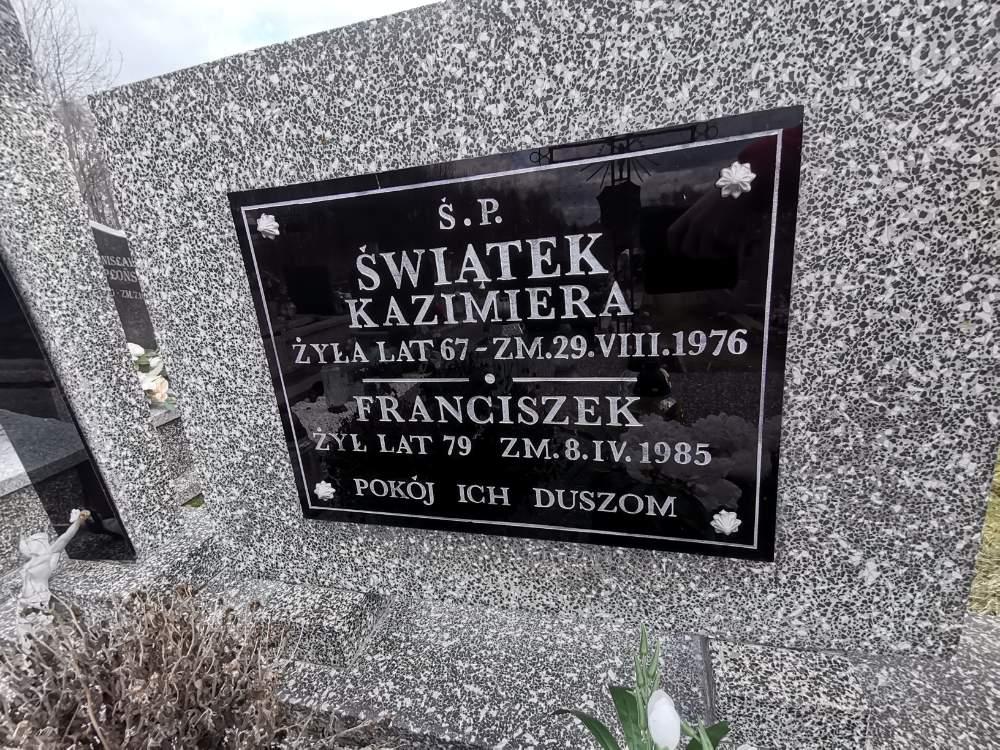 Ś.P.
ŚWIĄTEK
KAZIMIERA
ŻYŁA LAT 67 - ZM.29.VIII.1976
FRANCISZEK
ŻYŁ LAT 79 ZM.8.IV.1985
POKÓJ ICH DUSZOM